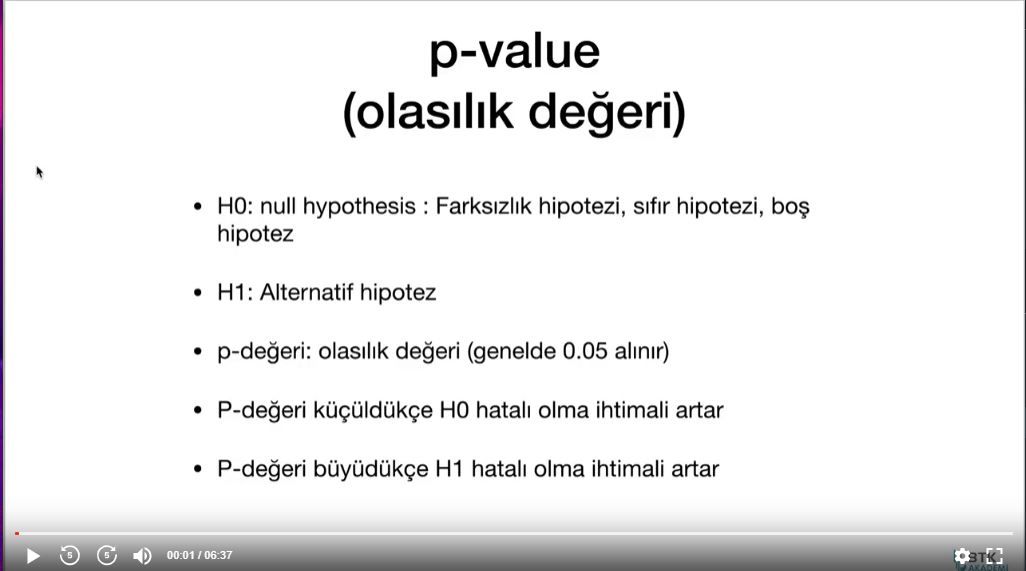 p-value
(olasılık değeri)
• H0: null hypothesis : Farksızlık hipotezi, sıfır hipotezi, boş
hipotez
• H1: Alternatif hipotez
• p-değeri: olasılık değeri (genelde 0.05 alınır)
• P-değeri küçüldükçe H0 hatalı olma ihtimali artar
• P-değeri büyüdükçe H1 hatalı olma ihtimali artar
5 5 00:01 / 06:37
BTK
AKADEMİ